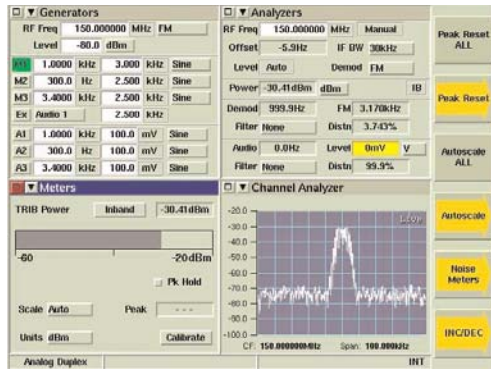 Generators
RF Freq 150.000000 MHz FM
Level -80.0 dBm
M1 1.0000 kHz 3.000 kHz Sine
M2 300.0 Hz 2.500 kHz Sine
M3 3.4000 kHz 2.500 kHz Sine
Ex Audio 1 2.500 kHz
A1 1.0000 kHz 100.0 mV Sine
A2 300.0 Hz 100.0 mV Sine
A3 3.4000 kHz 100.0 mV Sine
Analyzers
RF Freq 150.000000 MHz Manual
Offset -5.9Hz IF BW 30kHz
Level Auto Demod FM
Power -30.41dBm dBm IB
Demod 999.9Hz FM 3.170kHz
Filter None Distn 3.743%
Audio 0.0Hz Level 0mV V
Filter None Distn 99.9%
Meters
TRIB Power Inband -30.41dBm
-60 -20dBm
Pk Hold
Scale Auto Peak ---
Units dBm Calibrate
Channel Analyzer
Live
-20.0
-40.0
-60.0
-70.0
-80.0
-90.0
-100.0
CF: 150.000000MHz Span: 100.000kHz
Peak Reset ALL
Peak Reset
Autoscale ALL
Autoscale
Noise Meters
INC/DEC
Analog Duplex INT